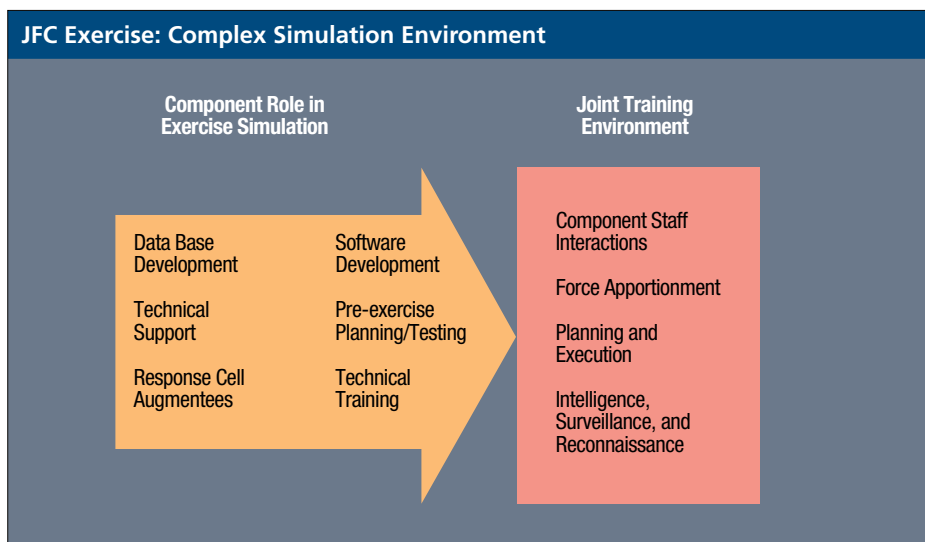 JFC Exercise: Complex Simulation Environment
Component Role in
Exercise Simulation
Data Base
Development
Technical
Support
Response Cell
Augmentees
Software
Development
Pre-exercise
Planning/Testing
Technical
Training
Joint Training
Environment
Component Staff
Interactions
Force Apportionment
Planning and
Execution
Intelligence,
Surveillance, and
Reconnaissance